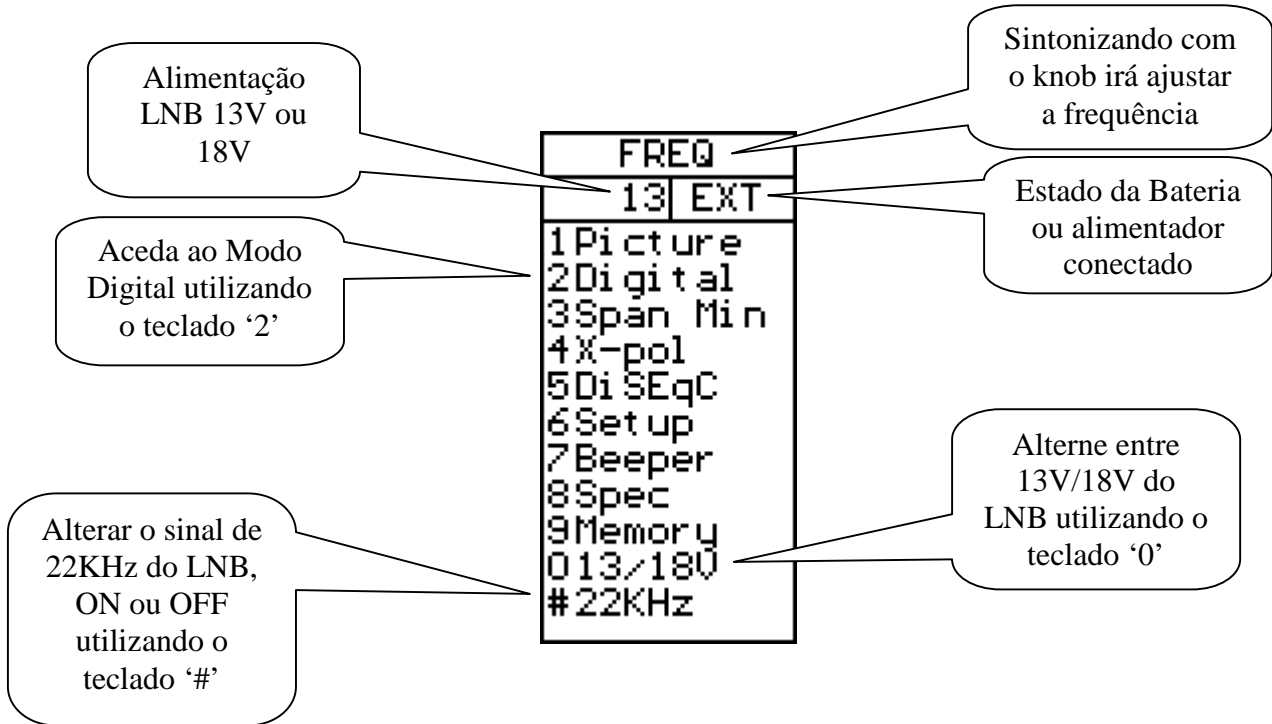 Alimentação
LNB 13V ou
18V
Sintonizando com
o knob irá ajustar
a frequência
Aceda ao Modo
Digital utilizando
o teclado ‘2’
Estado da Bateria
ou alimentador
conectado
FREQ
13 EXT
1Picture
2Digital
3Span Min
4X-pol
5DiSEqC
6Setup
7Beeper
8Spec
9Memory
013/18V
#22KHz
Alterar o sinal de
22KHz do LNB,
ON ou OFF
utilizando o
teclado ‘#’
Alterne entre
13V/18V do
LNB utilizando o
teclado ‘0’